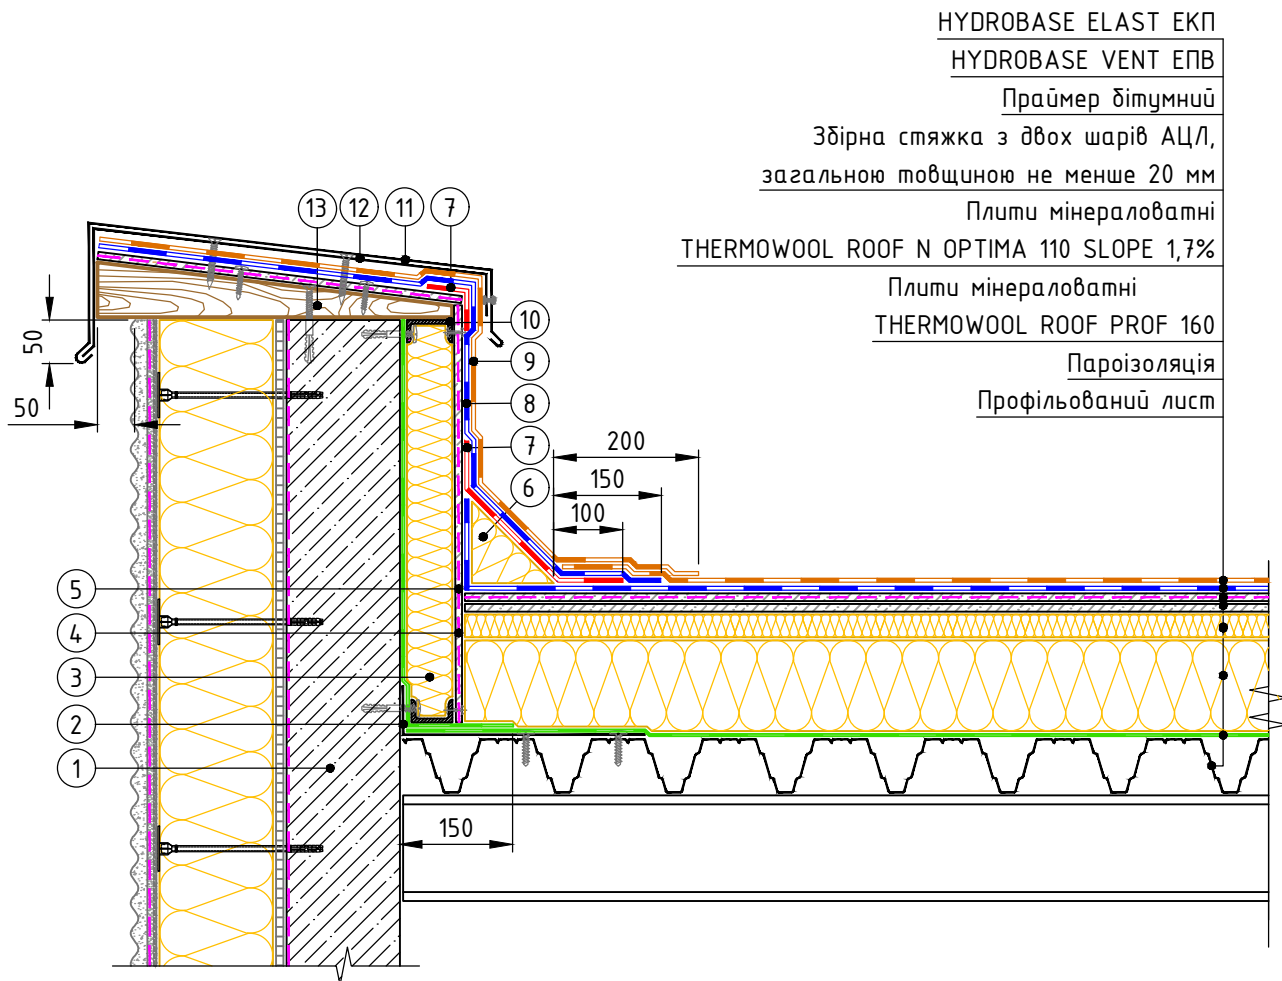 HYDROBASE ELAST ЕКП
HYDROBASE VENT ЕПВ
Праймер бітумний
Збірна стяжка з двох шарів АЦЛ,
загальною товщиною не менше 20 мм
Плити мінераловатні
THERMOWOOL ROOF N OPTIMA 110 SLOPE 1,7%
Плити мінераловатні
THERMOWOOL ROOF PROF 160
Пароізоляція
Профільований лист
13 12 11 7
10
9
8
7
6
5
4
3
2
1
50
50
200
150
100
150